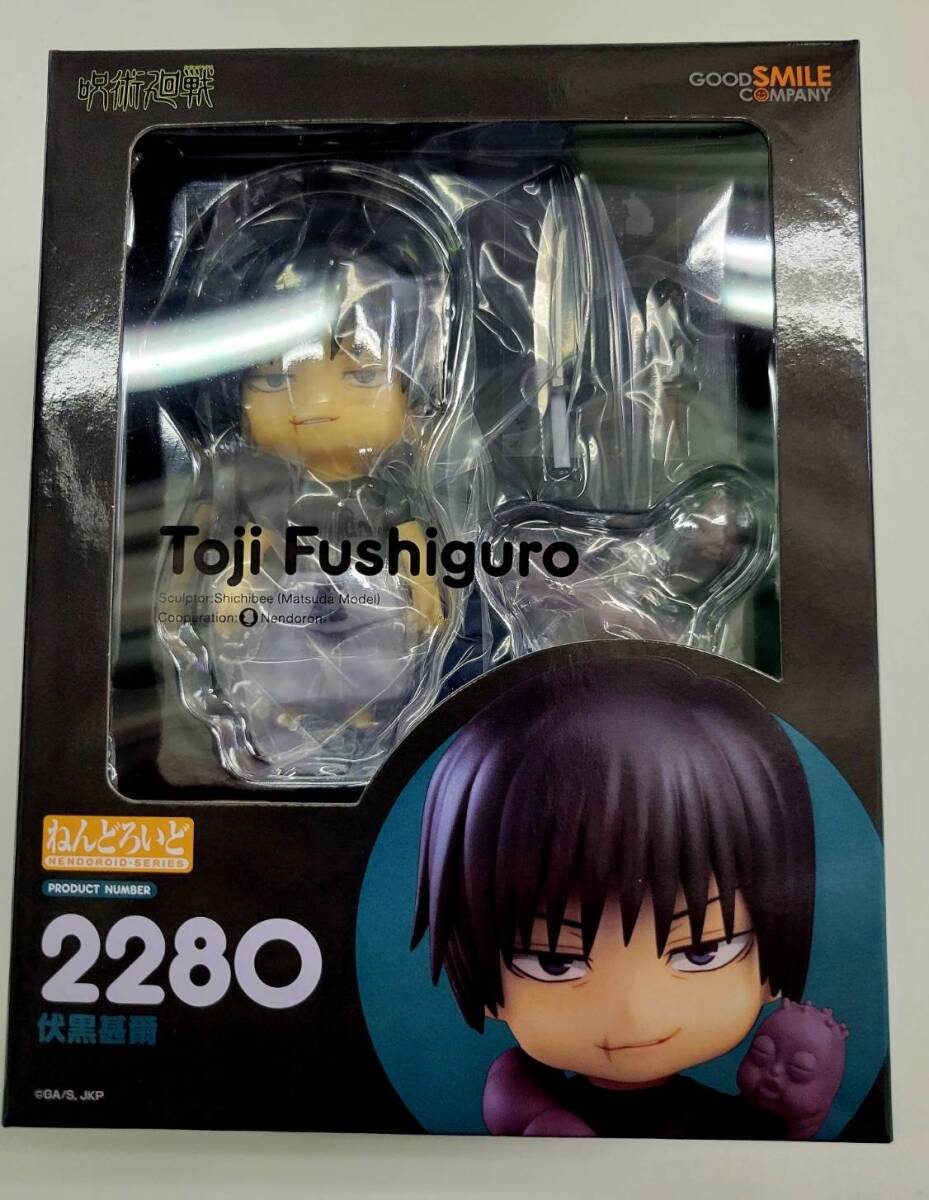 呪術廻戦
GOOD SMILE
COMPANY
Toji Fushiguro
Sculptor:Shichibee (Matsuda Model)
Cooperation: Nendoron
ねんどろいど
NENDOROID·SERIES
PRODUCT NUMBER
2280
伏黒甚爾
©GA/S, JKP